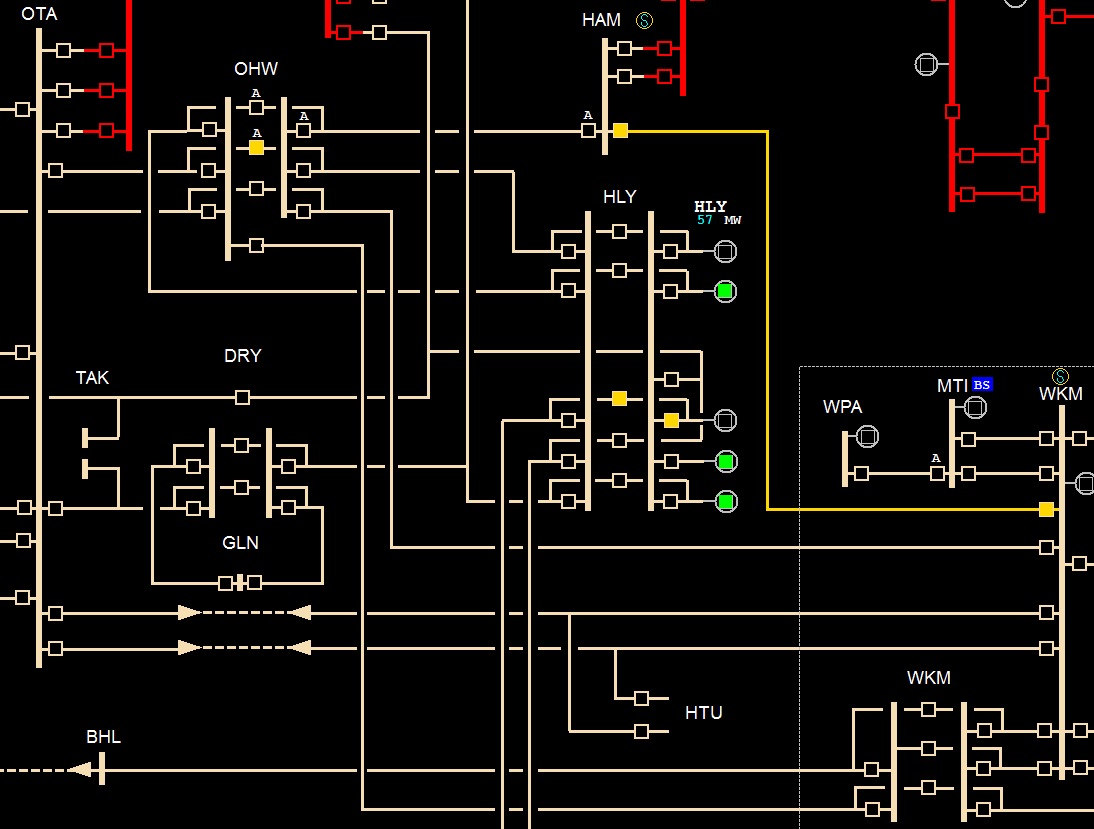 OTA
HAM Ⓢ
OHW
A
A
A
A
HLY
HLY
57 MW
DRY
TAK
Ⓢ
MTI BS
WKM
WPA
A
GLN
WKM
HTU
BHL